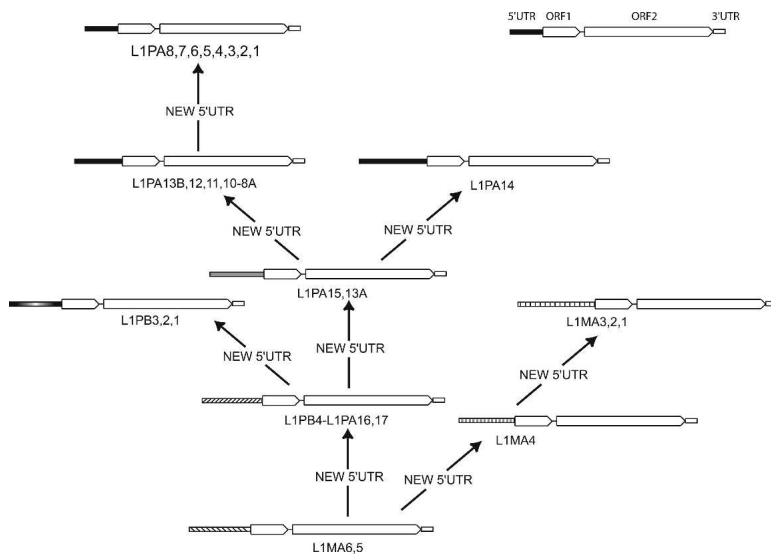 5'UTR ORF1 ORF2 3'UTR
L1PA8,7,6,5,4,3,2,1
NEW 5'UTR
L1PA13B,12,11,10-8A
L1PA14
NEW 5'UTR
NEW 5'UTR
L1PA15,13A
L1PB3,2,1
L1MA3,2,1
NEW 5'UTR
NEW 5'UTR
NEW 5'UTR
L1PB4-L1PA16,17
L1MA4
NEW 5'UTR
NEW 5'UTR
L1MA6,5